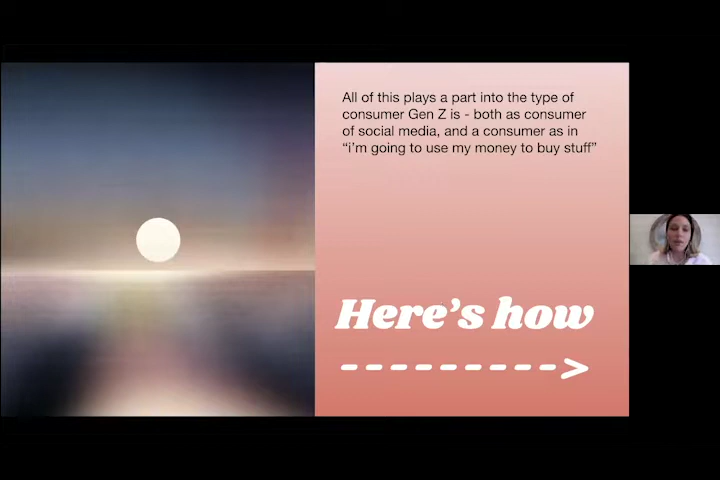 All of this plays a part into the type of
consumer Gen Z is - both as consumer
of social media, and a consumer as in
“i’m going to use my money to buy stuff”
Here’s how